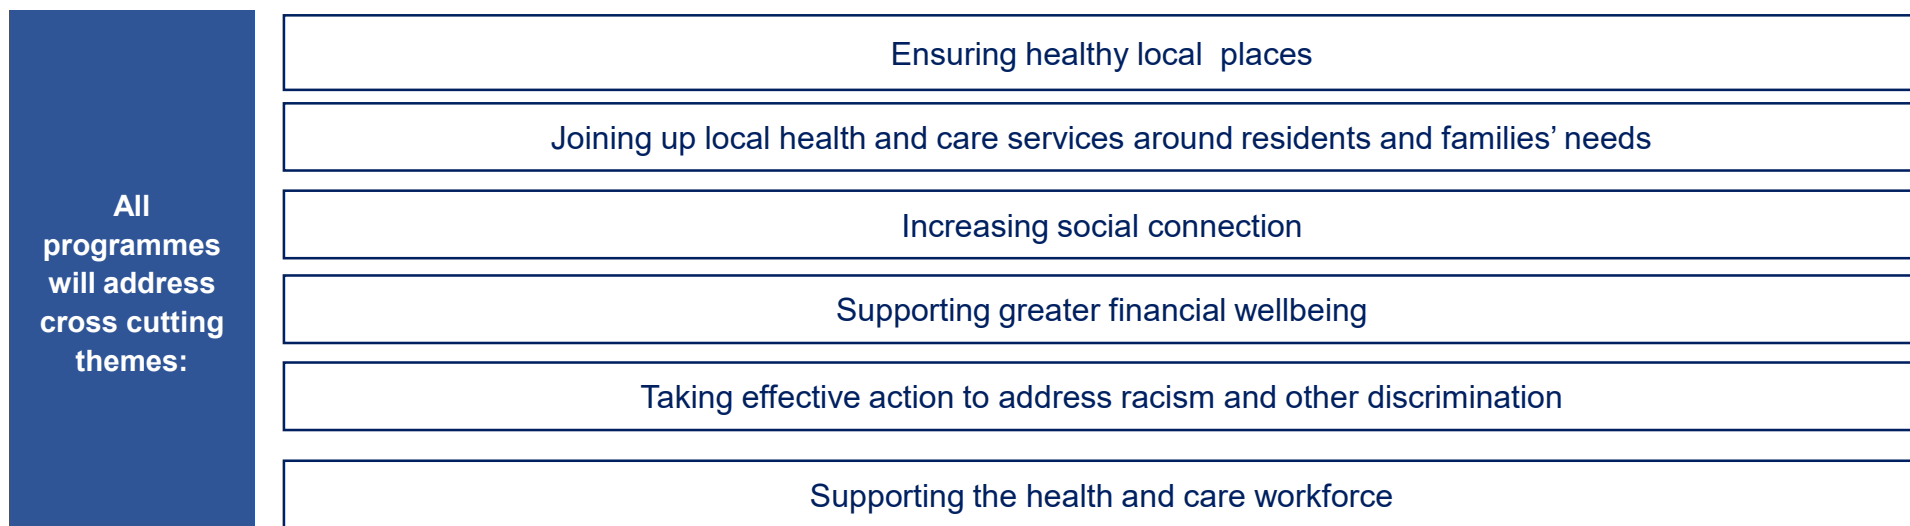 All
programmes
will address
cross cutting
themes:
Ensuring healthy local  places
Joining up local health and care services around residents and families’ needs
Increasing social connection
Supporting greater financial wellbeing
Taking effective action to address racism and other discrimination
Supporting the health and care workforce